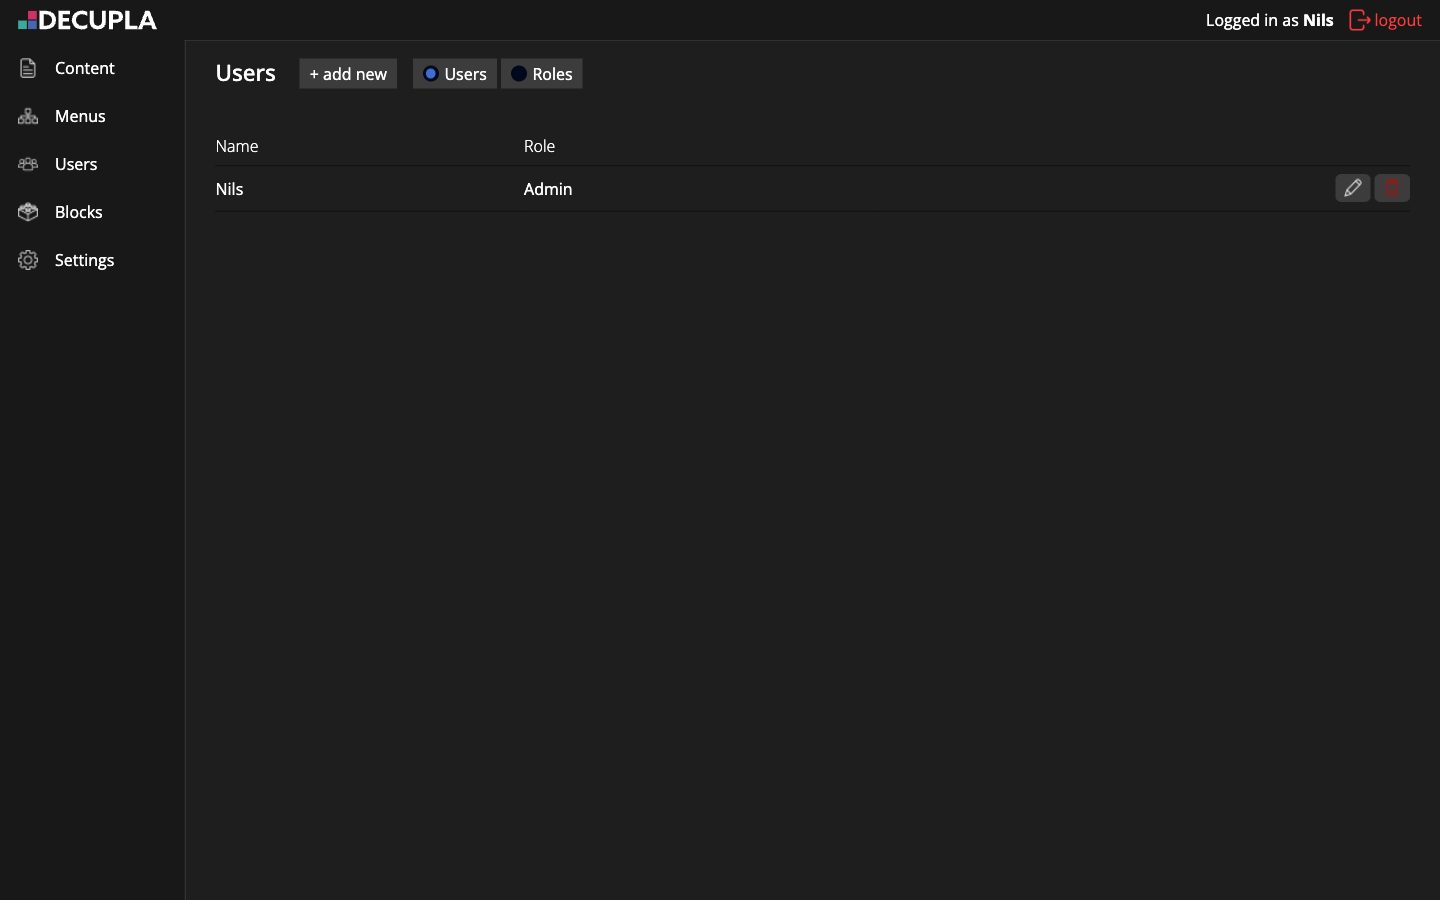 DECUPLA
Logged in as Nils logout
Content
Menus
Users
Blocks
Settings
Users + add new Users Roles
Name Role
Nils Admin